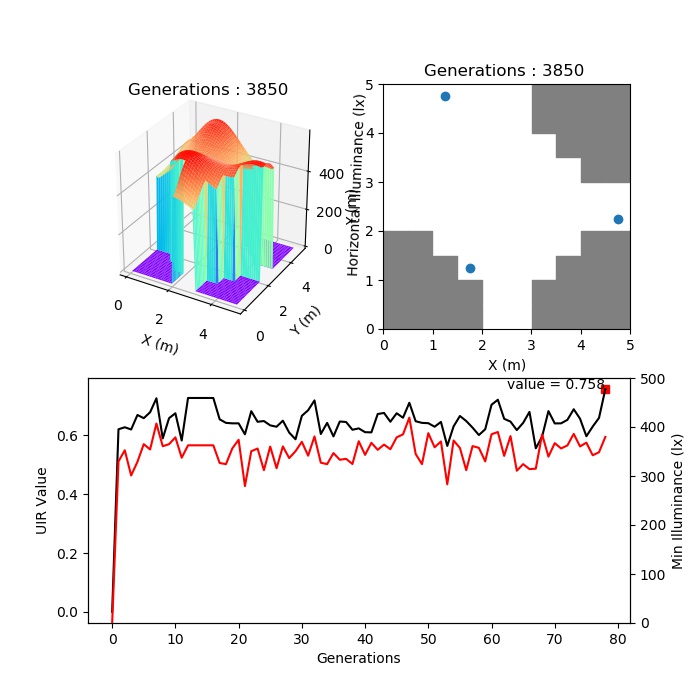 Generations : 3850
400
200
0
Horizontal Illuminance (lx)
0
2
4
X (m)
0
2
4
Y (m)
Generations : 3850
5
4
3
2
1
0
Y (m)
0 1 2 3 4 5
X (m)
value = 0.758
0.6
0.4
0.2
0.0
UIR Value
500
400
300
200
100
0
Min Illuminance (lx)
0 10 20 30 40 50 60 70 80
Generations